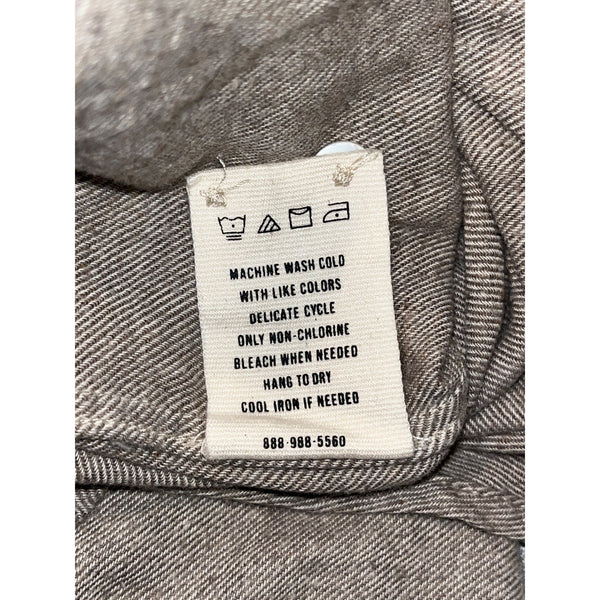 MACHINE WASH COLD
WITH LIKE COLORS
DELICATE CYCLE
ONLY NON-CHLORINE
BLEACH WHEN NEEDED
HANG TO DRY
COOL IRON IF NEEDED
888-988-5560